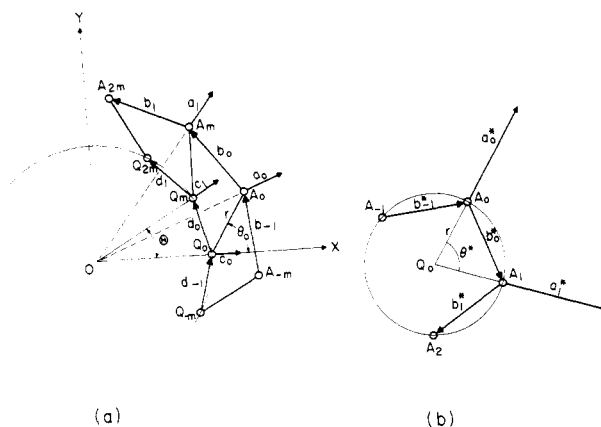 Y
A2m
b1
a1
Am
b0
a0
Q2m
d1
c1
Qm
A0
d0
r
θ0
b-1
Θ
Q0
c0
X
O
d-1
A-m
Q-m
(a)
a0*
A0
A-1
b*-1
r
b0*
θ*
Q0
A1
b1*
a1*
A2
(b)